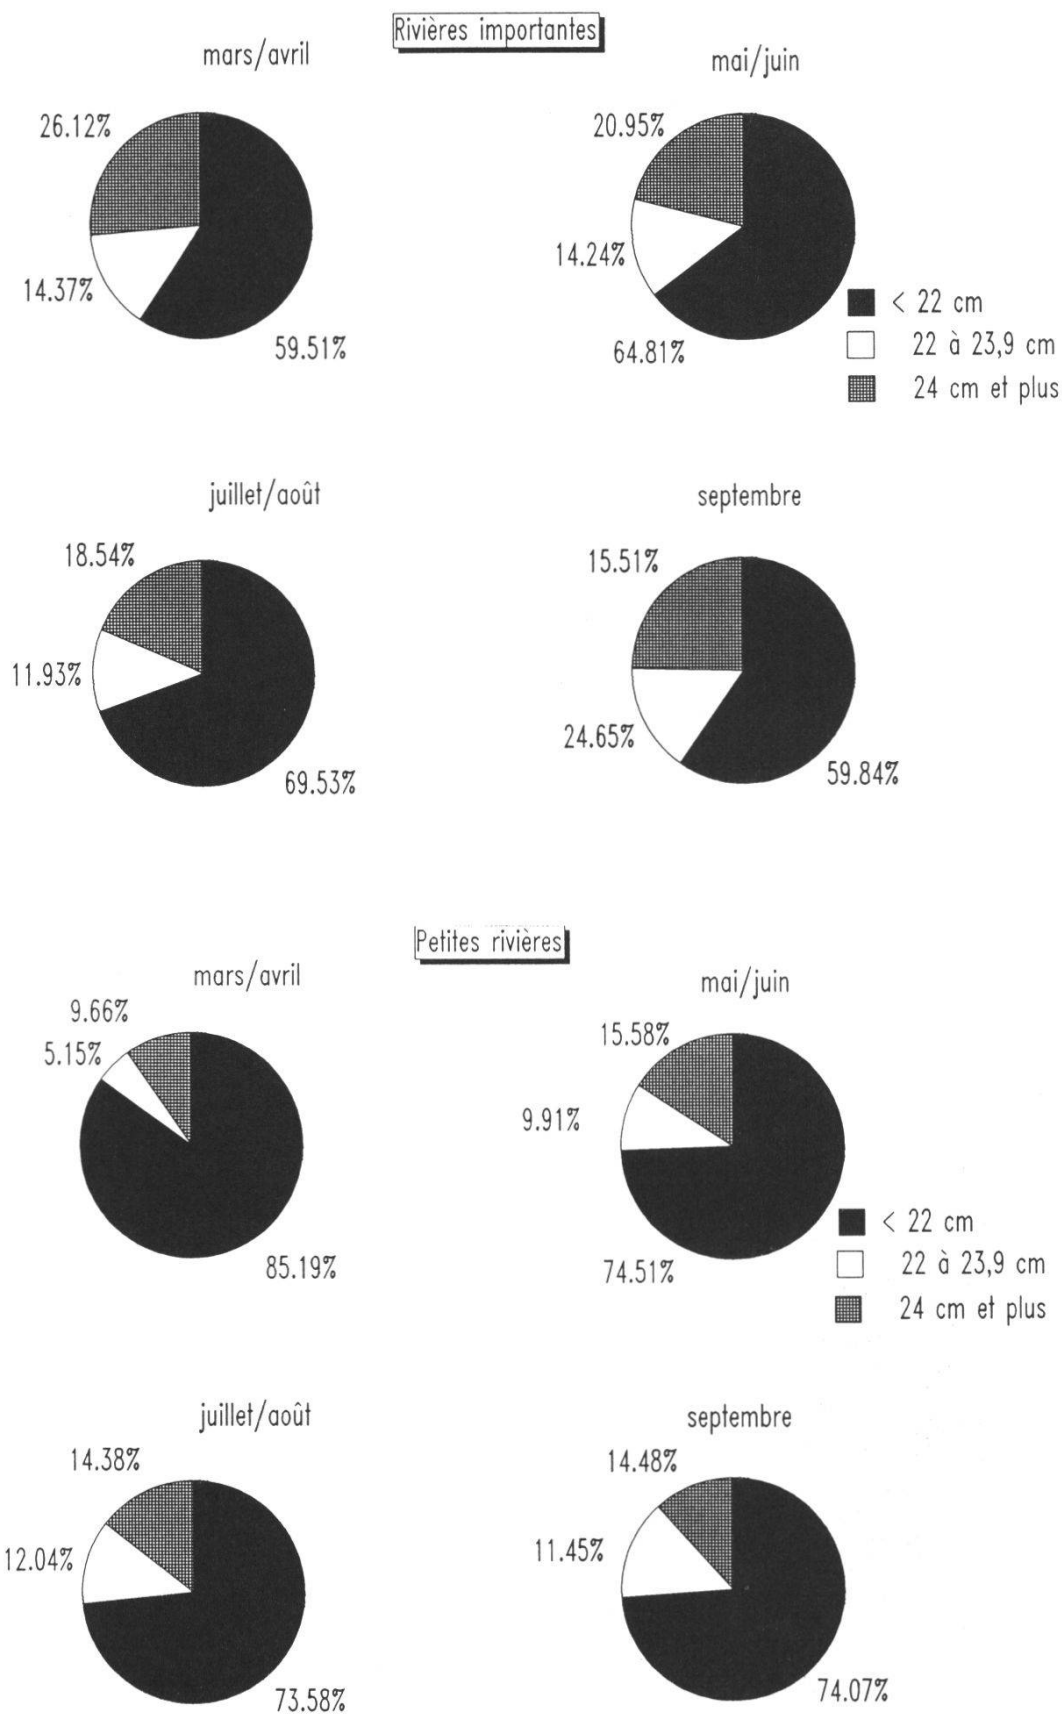 Rivières importantes
mars/avril
mai/juin
26.12%
20.95%
14.37%
14.24%
59.51%
64.81%
< 22 cm
22 à 23,9 cm
24 cm et plus
juillet/août
septembre
18.54%
15.51%
11.93%
24.65%
69.53%
59.84%
Petites rivières
mars/avril
mai/juin
9.66%
15.58%
5.15%
9.91%
85.19%
74.51%
< 22 cm
22 à 23,9 cm
24 cm et plus
juillet/août
septembre
14.38%
14.48%
12.04%
11.45%
73.58%
74.07%